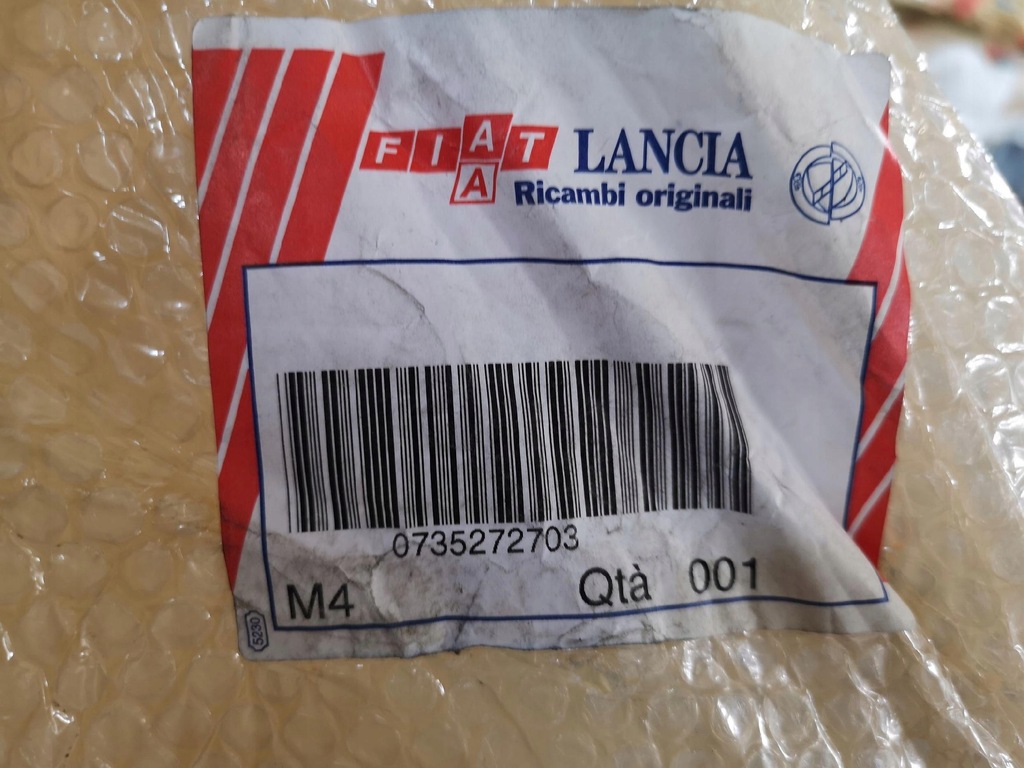 FIAT LANCIA
A
Ricambi originali
0735272703
M4 Qtà 001
5230